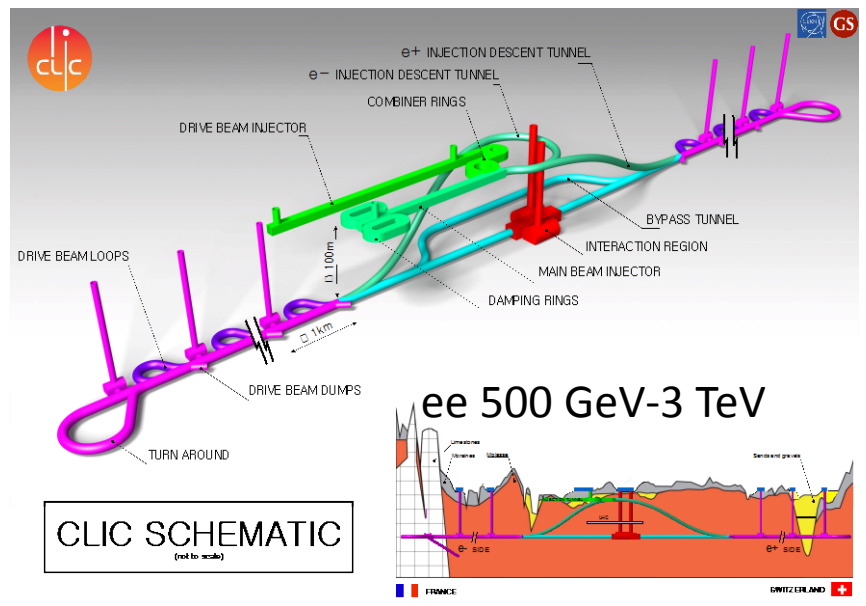 clic
CERN
GS
e+ INJECTION DESCENT TUNNEL
e- INJECTION DESCENT TUNNEL
COMBINER RINGS
DRIVE BEAM INJECTOR
BYPASS TUNNEL
INTERACTION REGION
MAIN BEAM INJECTOR
DAMPING RINGS
DRIVE BEAM LOOPS
□ 100m
□ 1km
DRIVE BEAM DUMPS
TURN AROUND
ee 500 GeV-3 TeV
Limestones
Moraines
Molasse
Sands and gravels
LHC
e- SIDE
e+ SIDE
FRANCE
SWITZERLAND
CLIC SCHEMATIC
(not to scale)